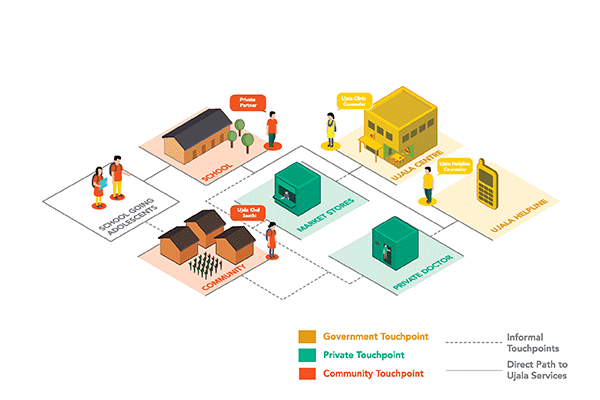 Private
Partner
Ujala Clinic
Counselor
SCHOOL
UJALA CENTRE
Ujala Helpline
Counselor
SCHOOL GOING
ADOLESCENTS
MARKET STORES
UJALA HELPLINE
Ujala Khel
Saathi
COMMUNITY
PRIVATE DOCTOR
Government Touchpoint
Private Touchpoint
Community Touchpoint
Informal
Touchpoints
Direct Path to
Ujala Services